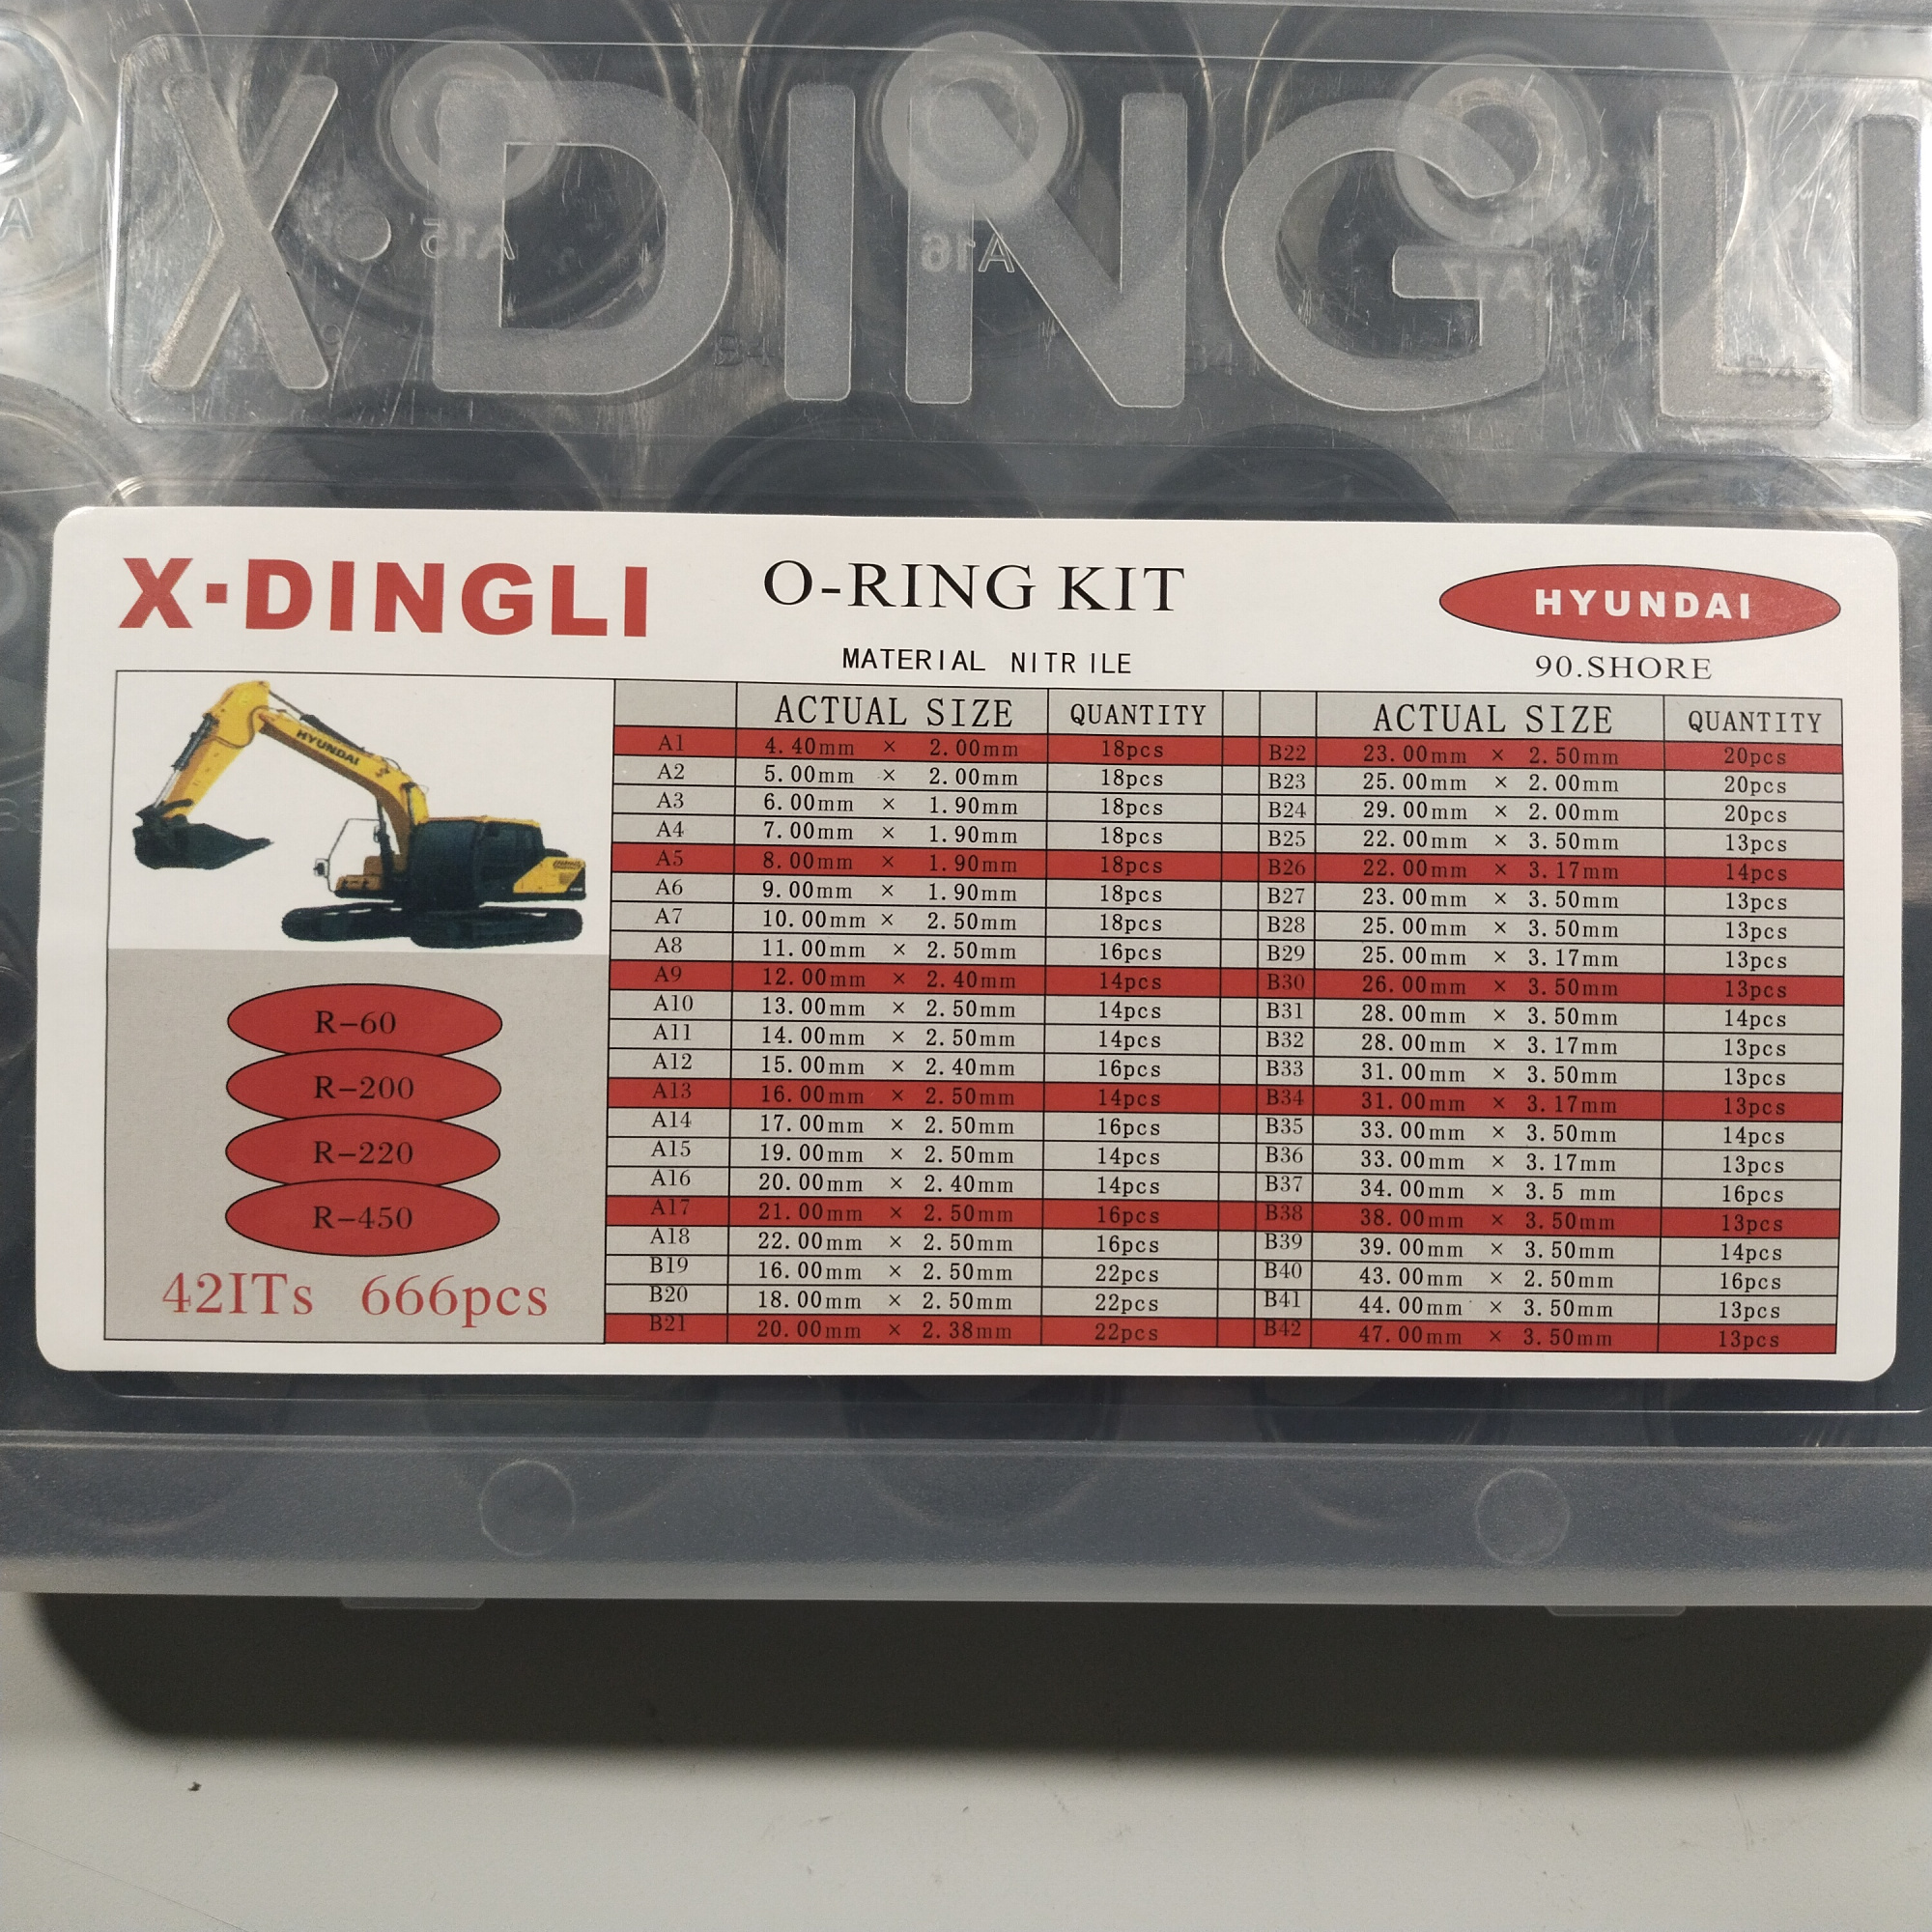 X·DINGLI
A15
A16
A17
X·DINGLI O-RING KIT HYUNDAI
MATERIAL NITRILE 90.SHORE
HYUNDAI
R-60
R-200
R-220
R-450
42ITs 666pcs
ACTUAL SIZE QUANTITY ACTUAL SIZE QUANTITY
A1 4.40mm × 2.00mm 18pcs B22 23.00mm × 2.50mm 20pcs
A2 5.00mm × 2.00mm 18pcs B23 25.00mm × 2.00mm 20pcs
A3 6.00mm × 1.90mm 18pcs B24 29.00mm × 2.00mm 20pcs
A4 7.00mm × 1.90mm 18pcs B25 22.00mm × 3.50mm 13pcs
A5 8.00mm × 1.90mm 18pcs B26 22.00mm × 3.17mm 14pcs
A6 9.00mm × 1.90mm 18pcs B27 23.00mm × 3.50mm 13pcs
A7 10.00mm × 2.50mm 18pcs B28 25.00mm × 3.50mm 13pcs
A8 11.00mm × 2.50mm 16pcs B29 25.00mm × 3.17mm 13pcs
A9 12.00mm × 2.40mm 14pcs B30 26.00mm × 3.50mm 13pcs
A10 13.00mm × 2.50mm 14pcs B31 28.00mm × 3.50mm 14pcs
A11 14.00mm × 2.50mm 14pcs B32 28.00mm × 3.17mm 13pcs
A12 15.00mm × 2.40mm 16pcs B33 31.00mm × 3.50mm 13pcs
A13 16.00mm × 2.50mm 14pcs B34 31.00mm × 3.17mm 13pcs
A14 17.00mm × 2.50mm 16pcs B35 33.00mm × 3.50mm 14pcs
A15 19.00mm × 2.50mm 14pcs B36 33.00mm × 3.17mm 13pcs
A16 20.00mm × 2.40mm 14pcs B37 34.00mm × 3.5 mm 16pcs
A17 21.00mm × 2.50mm 16pcs B38 38.00mm × 3.50mm 13pcs
A18 22.00mm × 2.50mm 16pcs B39 39.00mm × 3.50mm 14pcs
B19 16.00mm × 2.50mm 22pcs B40 43.00mm × 2.50mm 16pcs
B20 18.00mm × 2.50mm 22pcs B41 44.00mm × 3.50mm 13pcs
B21 20.00mm × 2.38mm 22pcs B42 47.00mm × 3.50mm 13pcs